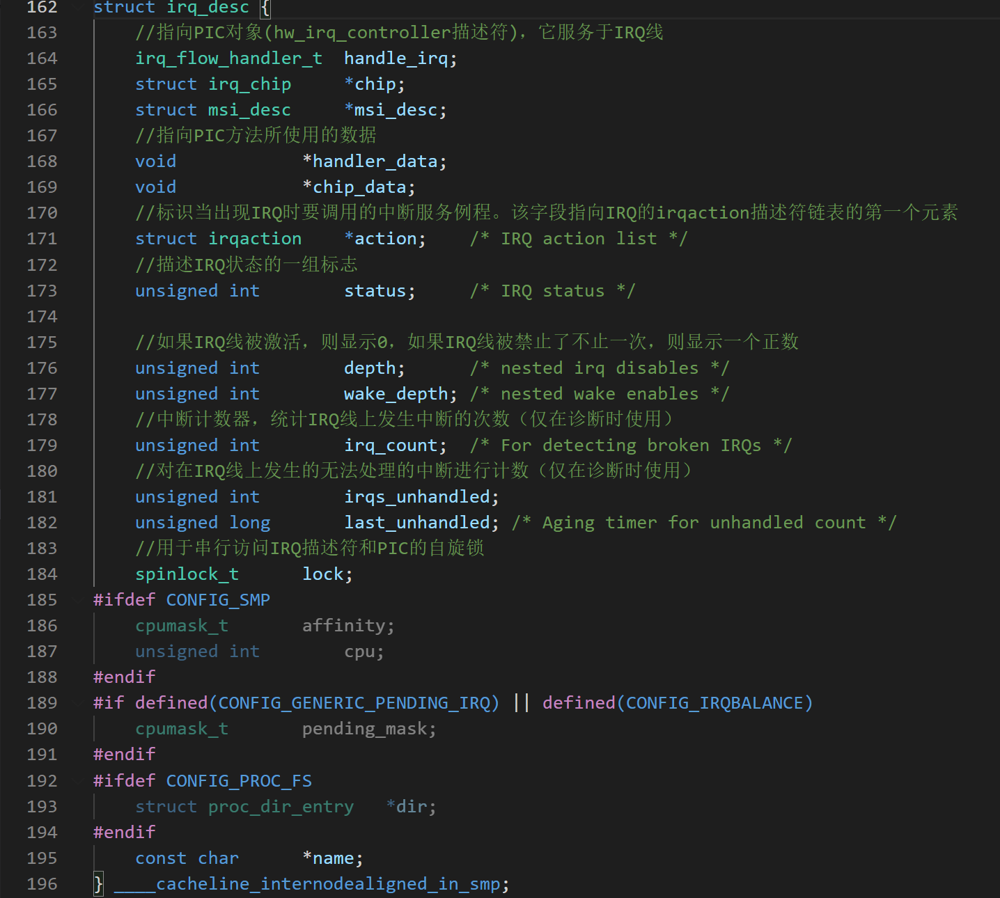 162 struct irq_desc {
163 //指向PIC对象(hw_irq_controller描述符)，它服务于IRQ线
164 irq_flow_handler_t handle_irq;
165 struct irq_chip *chip;
166 struct msi_desc *msi_desc;
167 //指向PIC方法所使用的数据
168 void *handler_data;
169 void *chip_data;
170 //标识当出现IRQ时要调用的中断服务例程。该字段指向IRQ的irqaction描述符链表的第一个元素
171 struct irqaction *action; /* IRQ action list */
172 //描述IRQ状态的一组标志
173 unsigned int status; /* IRQ status */
174
175 //如果IRQ线被激活，则显示0，如果IRQ线被禁止了不止一次，则显示一个正数
176 unsigned int depth; /* nested irq disables */
177 unsigned int wake_depth; /* nested wake enables */
178 //中断计数器，统计IRQ线上发生中断的次数（仅在诊断时使用）
179 unsigned int irq_count; /* For detecting broken IRQs */
180 //对在IRQ线上发生的无法处理的中断进行计数（仅在诊断时使用）
181 unsigned int irqs_unhandled;
182 unsigned long last_unhandled; /* Aging timer for unhandled count */
183 //用于串行访问IRQ描述符和PIC的自旋锁
184 spinlock_t lock;
185 #ifdef CONFIG_SMP
186 cpumask_t affinity;
187 unsigned int cpu;
188 #endif
189 #if defined(CONFIG_GENERIC_PENDING_IRQ) || defined(CONFIG_IRQBALANCE)
190 cpumask_t pending_mask;
191 #endif
192 #ifdef CONFIG_PROC_FS
193 struct proc_dir_entry *dir;
194 #endif
195 const char *name;
196 } ____cacheline_internodealigned_in_smp;